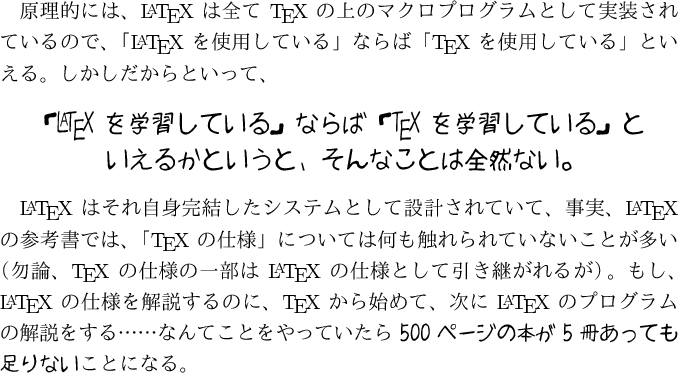 原理的には、LATEX は全て TEX の上のマクロプログラムとして実装され
ているので、「LATEX を使用している」ならば「TEX を使用している」とい
える。しかしだからといって、
『LATEX を学習している』ならば『TEX を学習している』と
いえるかというと、そんなことは全然ない。
LATEX はそれ自身完結したシステムとして設計されていて、事実、LATEX
の参考書では、「TEX の仕様」については何も触れられていないことが多い
（勿論、TEX の仕様の一部は LATEX の仕様として引き継がれるが）。もし、
LATEX の仕様を解説するのに、TEX から始めて、次に LATEX のプログラム
の解説をする……なんてことをやっていたら 500 ページの本が 5 冊あっても
足りないことになる。